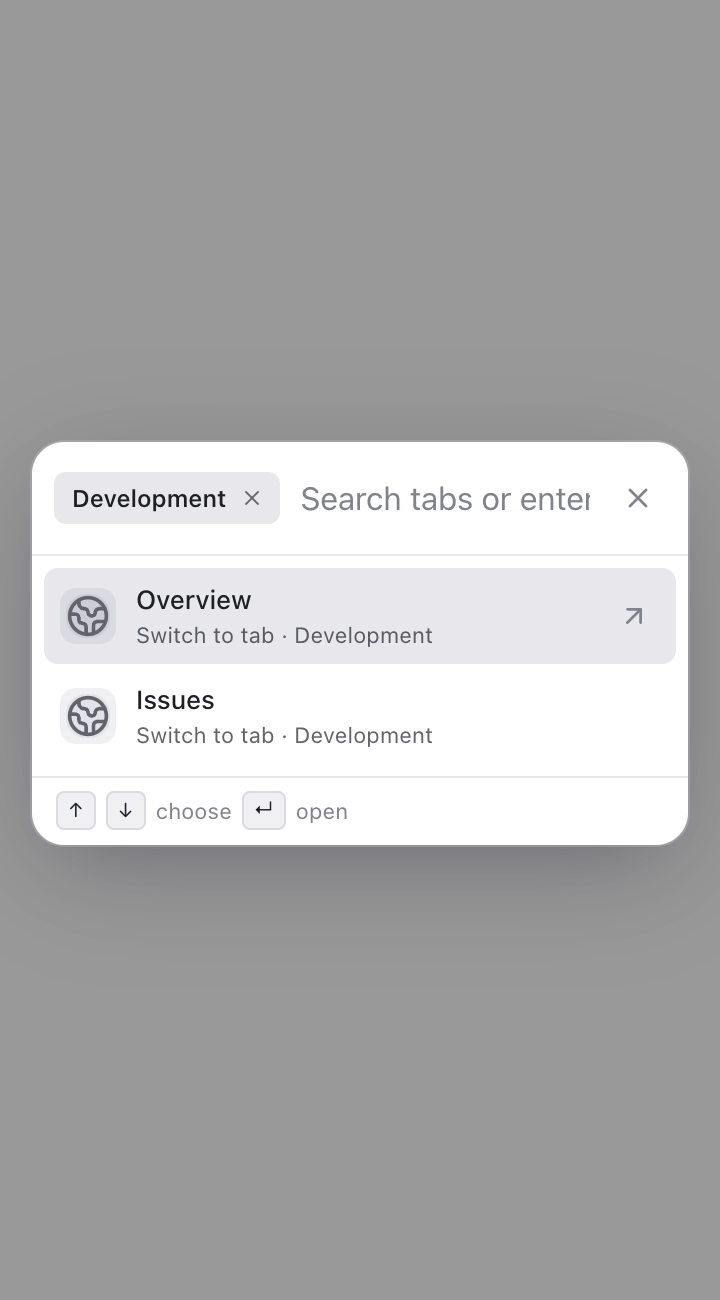 Development
Search tabs or enter
Overview
Switch to tab · Development
Issues
Switch to tab · Development
↑ ↓ choose ↵ open